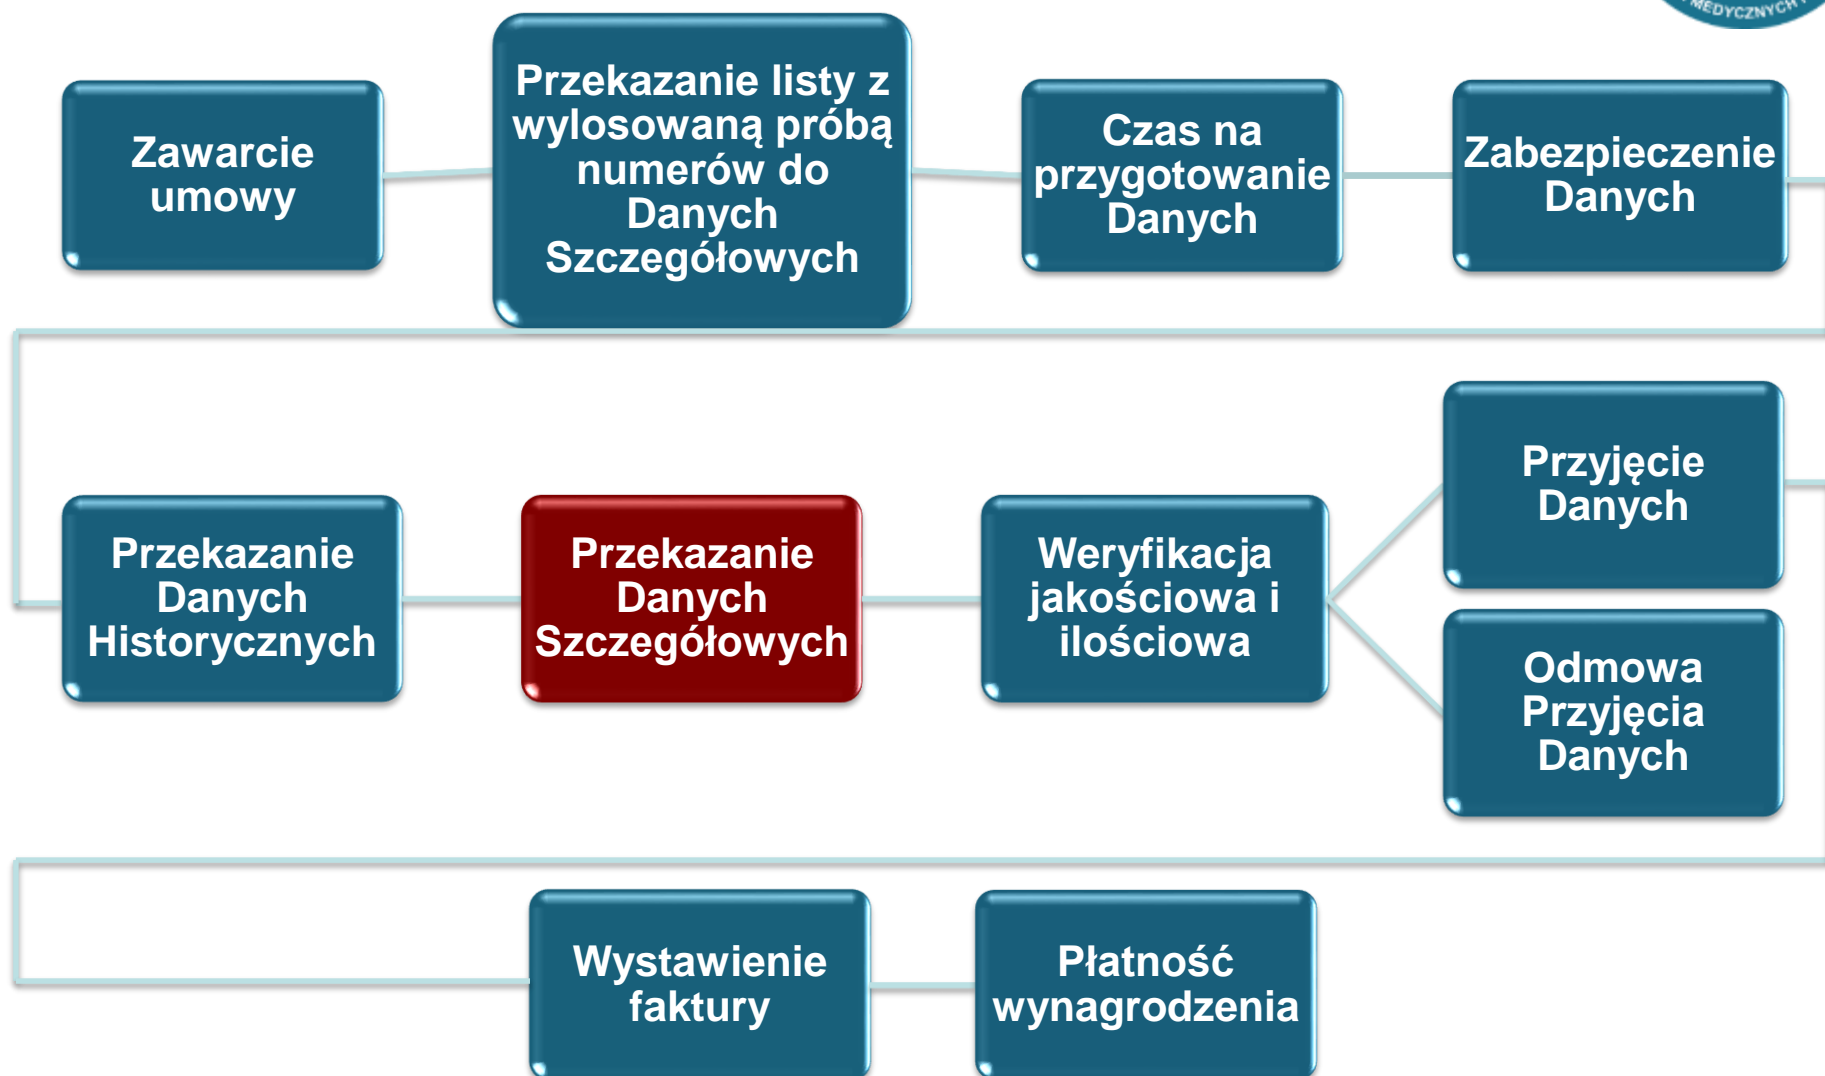 MEDYCZNYCH
Zawarcie
umowy
Przekazanie listy z
wylosowaną próbą
numerów do
Danych
Szczegółowych
Czas na
przygotowanie
Danych
Zabezpieczenie
Danych
Przekazanie
Danych
Historycznych
Przekazanie
Danych
Szczegółowych
Weryfikacja
jakościowa i
ilościowa
Przyjęcie
Danych
Odmowa
Przyjęcia
Danych
Wystawienie
faktury
Płatność
wynagrodzenia